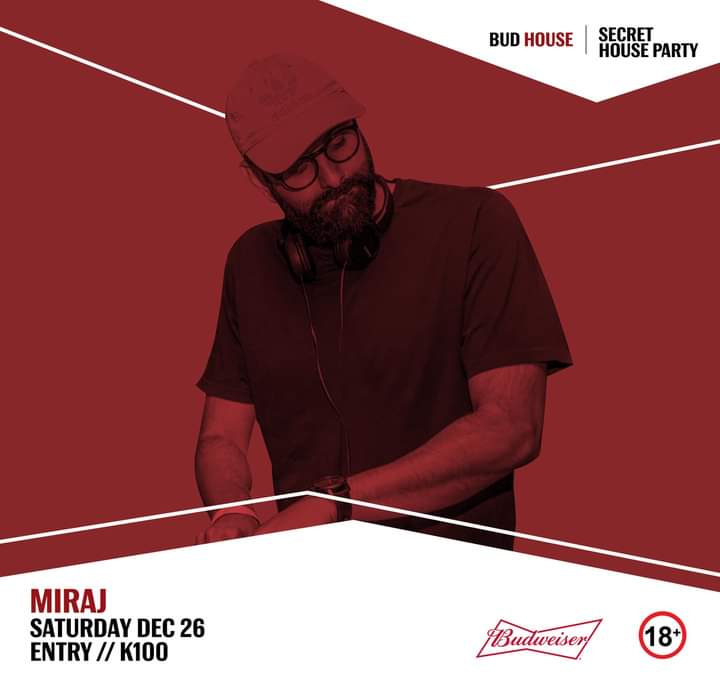 BUD HOUSE
SECRET
HOUSE PARTY
MIRAJ
SATURDAY DEC 26
ENTRY // K100
Budweiser
18+